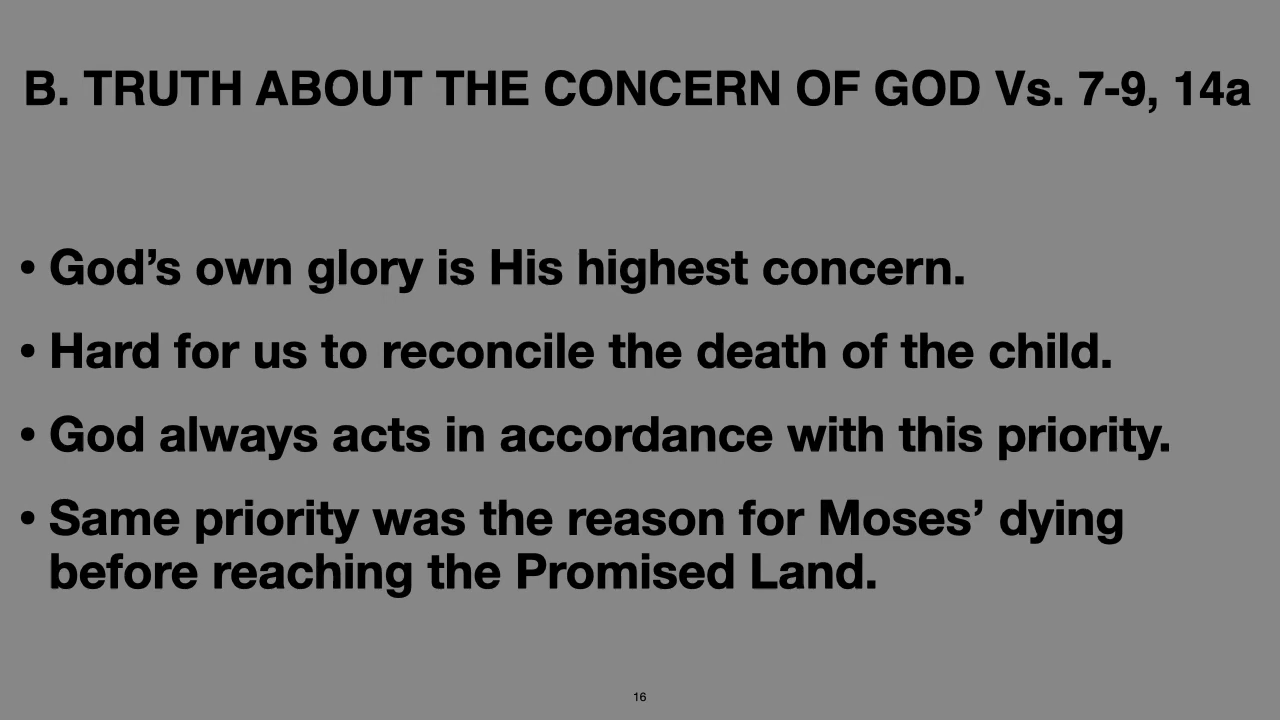 B. TRUTH ABOUT THE CONCERN OF GOD Vs. 7-9, 14a
• God’s own glory is His highest concern.
• Hard for us to reconcile the death of the child.
• God always acts in accordance with this priority.
• Same priority was the reason for Moses’ dying
before reaching the Promised Land.
16